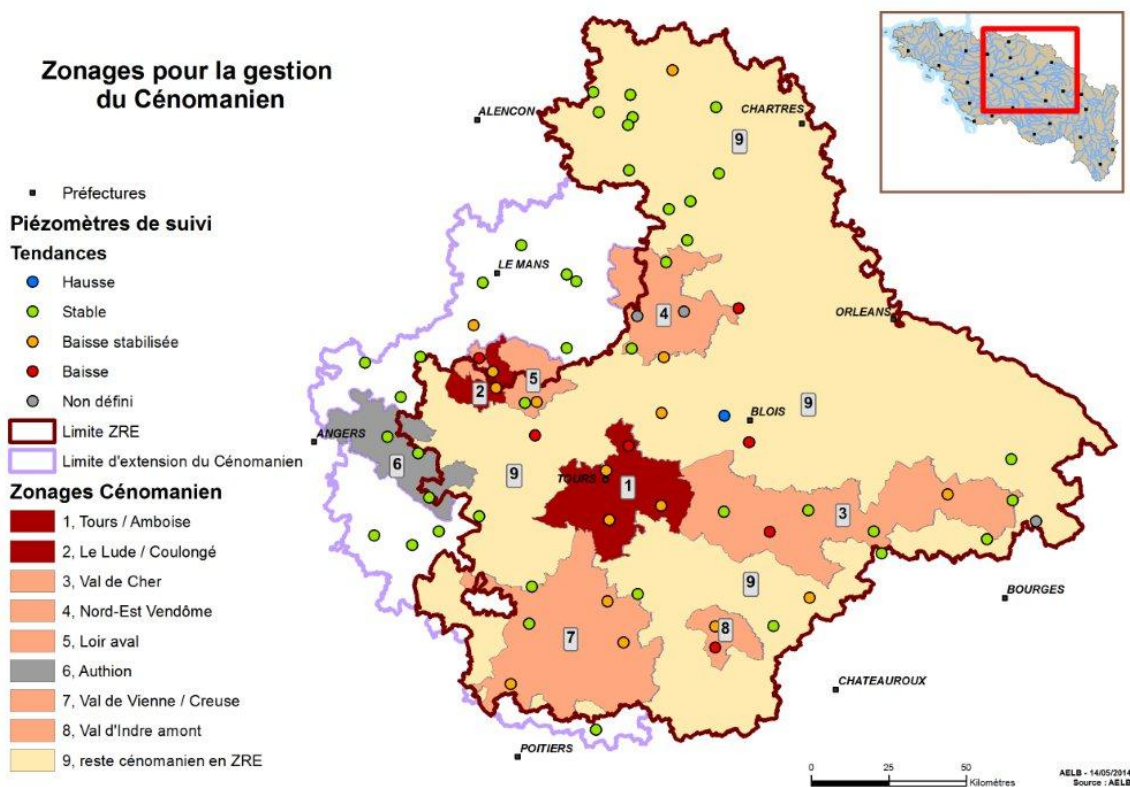 Zonages pour la gestion
du Cénomanien
Préfectures
Piézomètres de suivi
Tendances
Hausse
Stable
Baisse stabilisée
Baisse
Non défini
Limite ZRE
Limite d'extension du Cénomanien
Zonages Cénomanien
1, Tours / Amboise
2, Le Lude / Coulongé
3, Val de Cher
4, Nord-Est Vendôme
5, Loir aval
6, Authion
7, Val de Vienne / Creuse
8, Val d'Indre amont
9, reste cénomanien en ZRE
ALENCON
CHARTRES
9
LE MANS
4
ORLEANS
5
2
9
BLOIS
ANGERS
6
9
TOURS
1
3
9
BOURGES
8
7
CHATEAUROUX
POITIERS
0 25 50
Kilomètres
AELB - 14/05/2014
Source : AELB